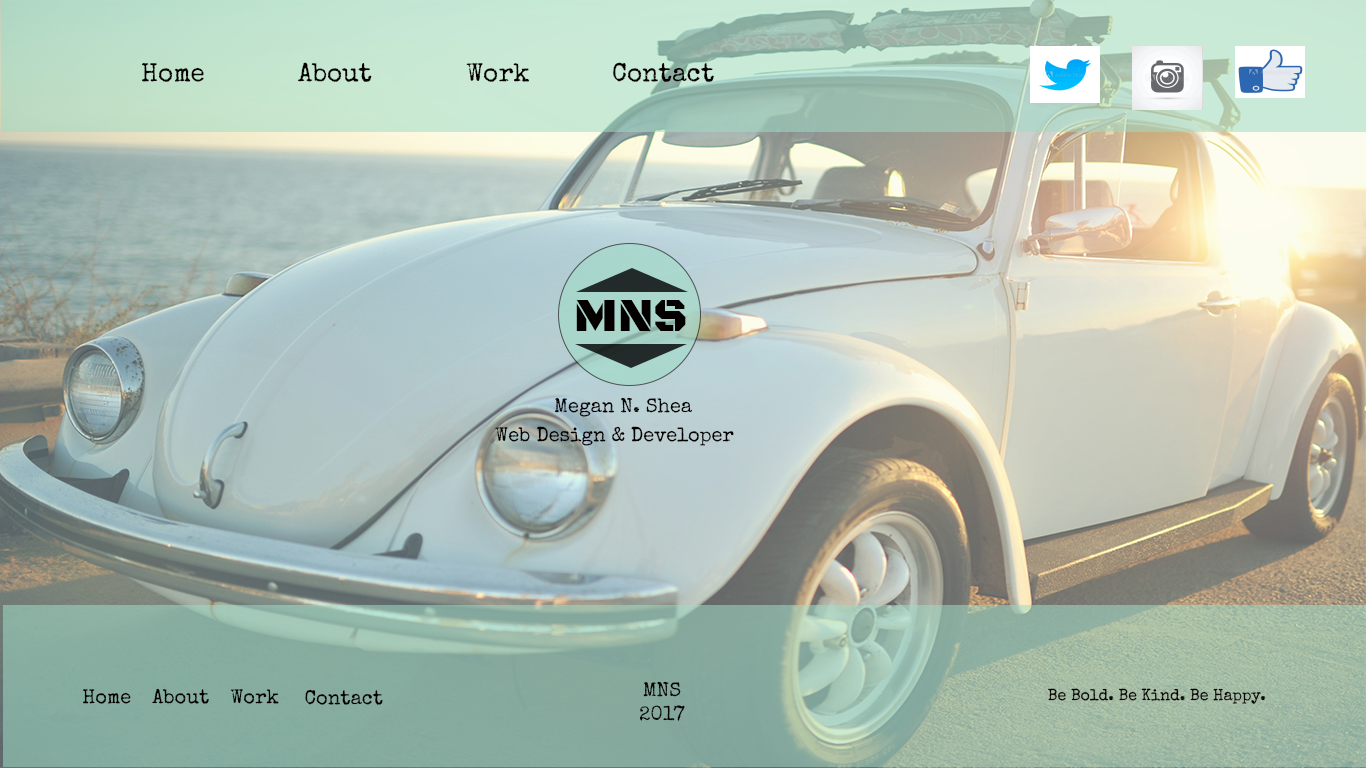 Home About Work Contact
MNS
Megan N. Shea
Web Design & Developer
Home About Work Contact
MNS
2017
Be Bold. Be Kind. Be Happy.